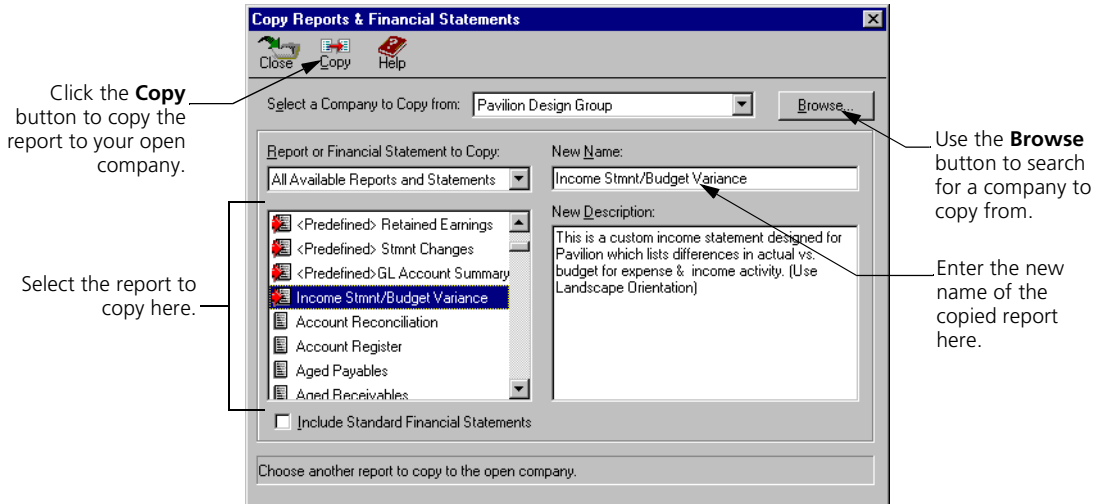 Copy Reports & Financial Statements
Close Copy Help
Click the Copy
button to copy the
report to your open
company.
Select a Company to Copy from: Pavilion Design Group Browse...
Use the Browse
button to search
for a company to
copy from.
Report or Financial Statement to Copy:
All Available Reports and Statements
New Name:
Income Stmnt/Budget Variance
Select the report to
copy here.
<Predefined> Retained Earnings
<Predefined> Stmnt Changes
<Predefined>GL Account Summary
Income Stmnt/Budget Variance
Account Reconciliation
Account Register
Aged Payables
Aged Receivables
New Description:
This is a custom income statement designed for
Pavilion which lists differences in actual vs.
budget for expense & income activity. (Use
Landscape Orientation)
Enter the new
name of the
copied report
here.
Include Standard Financial Statements
Choose another report to copy to the open company.